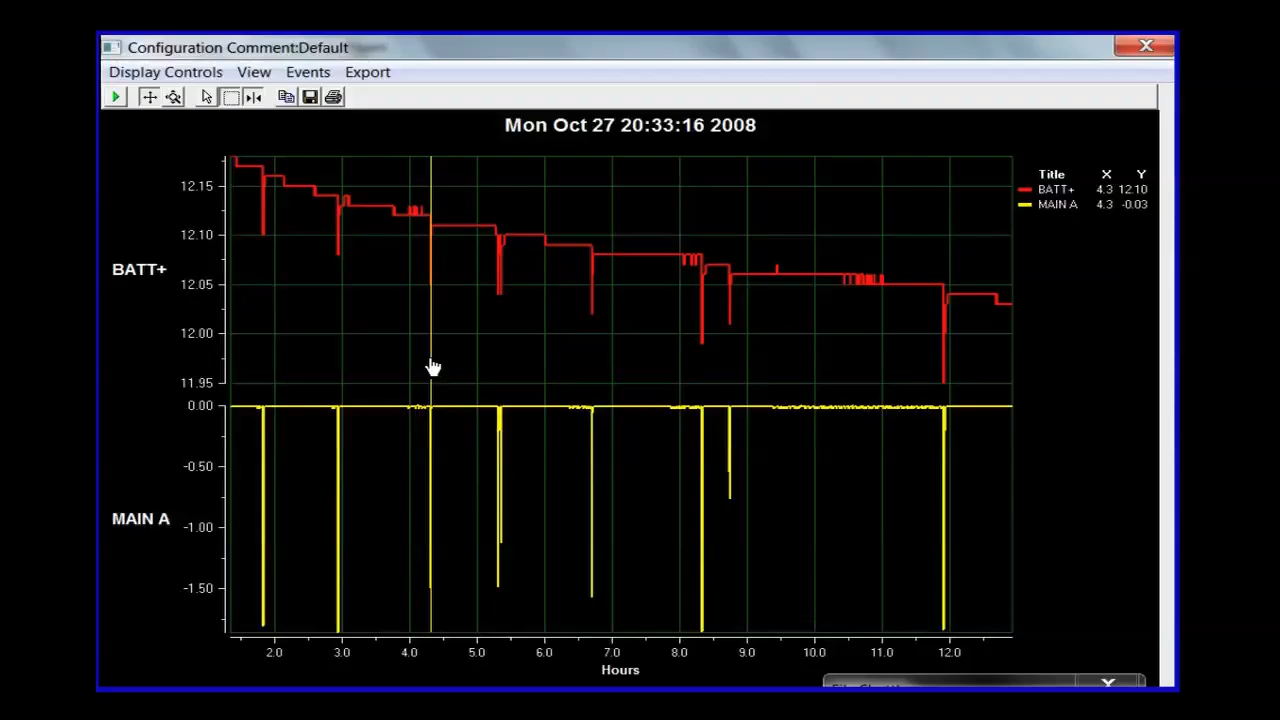 Configuration Comment:Default
Display Controls View Events Export
Mon Oct 27 20:33:16 2008
Title X Y
BATT+ 4.3 12.10
MAIN A 4.3 -0.03
12.15
12.10
BATT+
12.05
12.00
11.95
0.00
-0.50
MAIN A
-1.00
-1.50
2.0 3.0 4.0 5.0 6.0 7.0 8.0 9.0 10.0 11.0 12.0
Hours